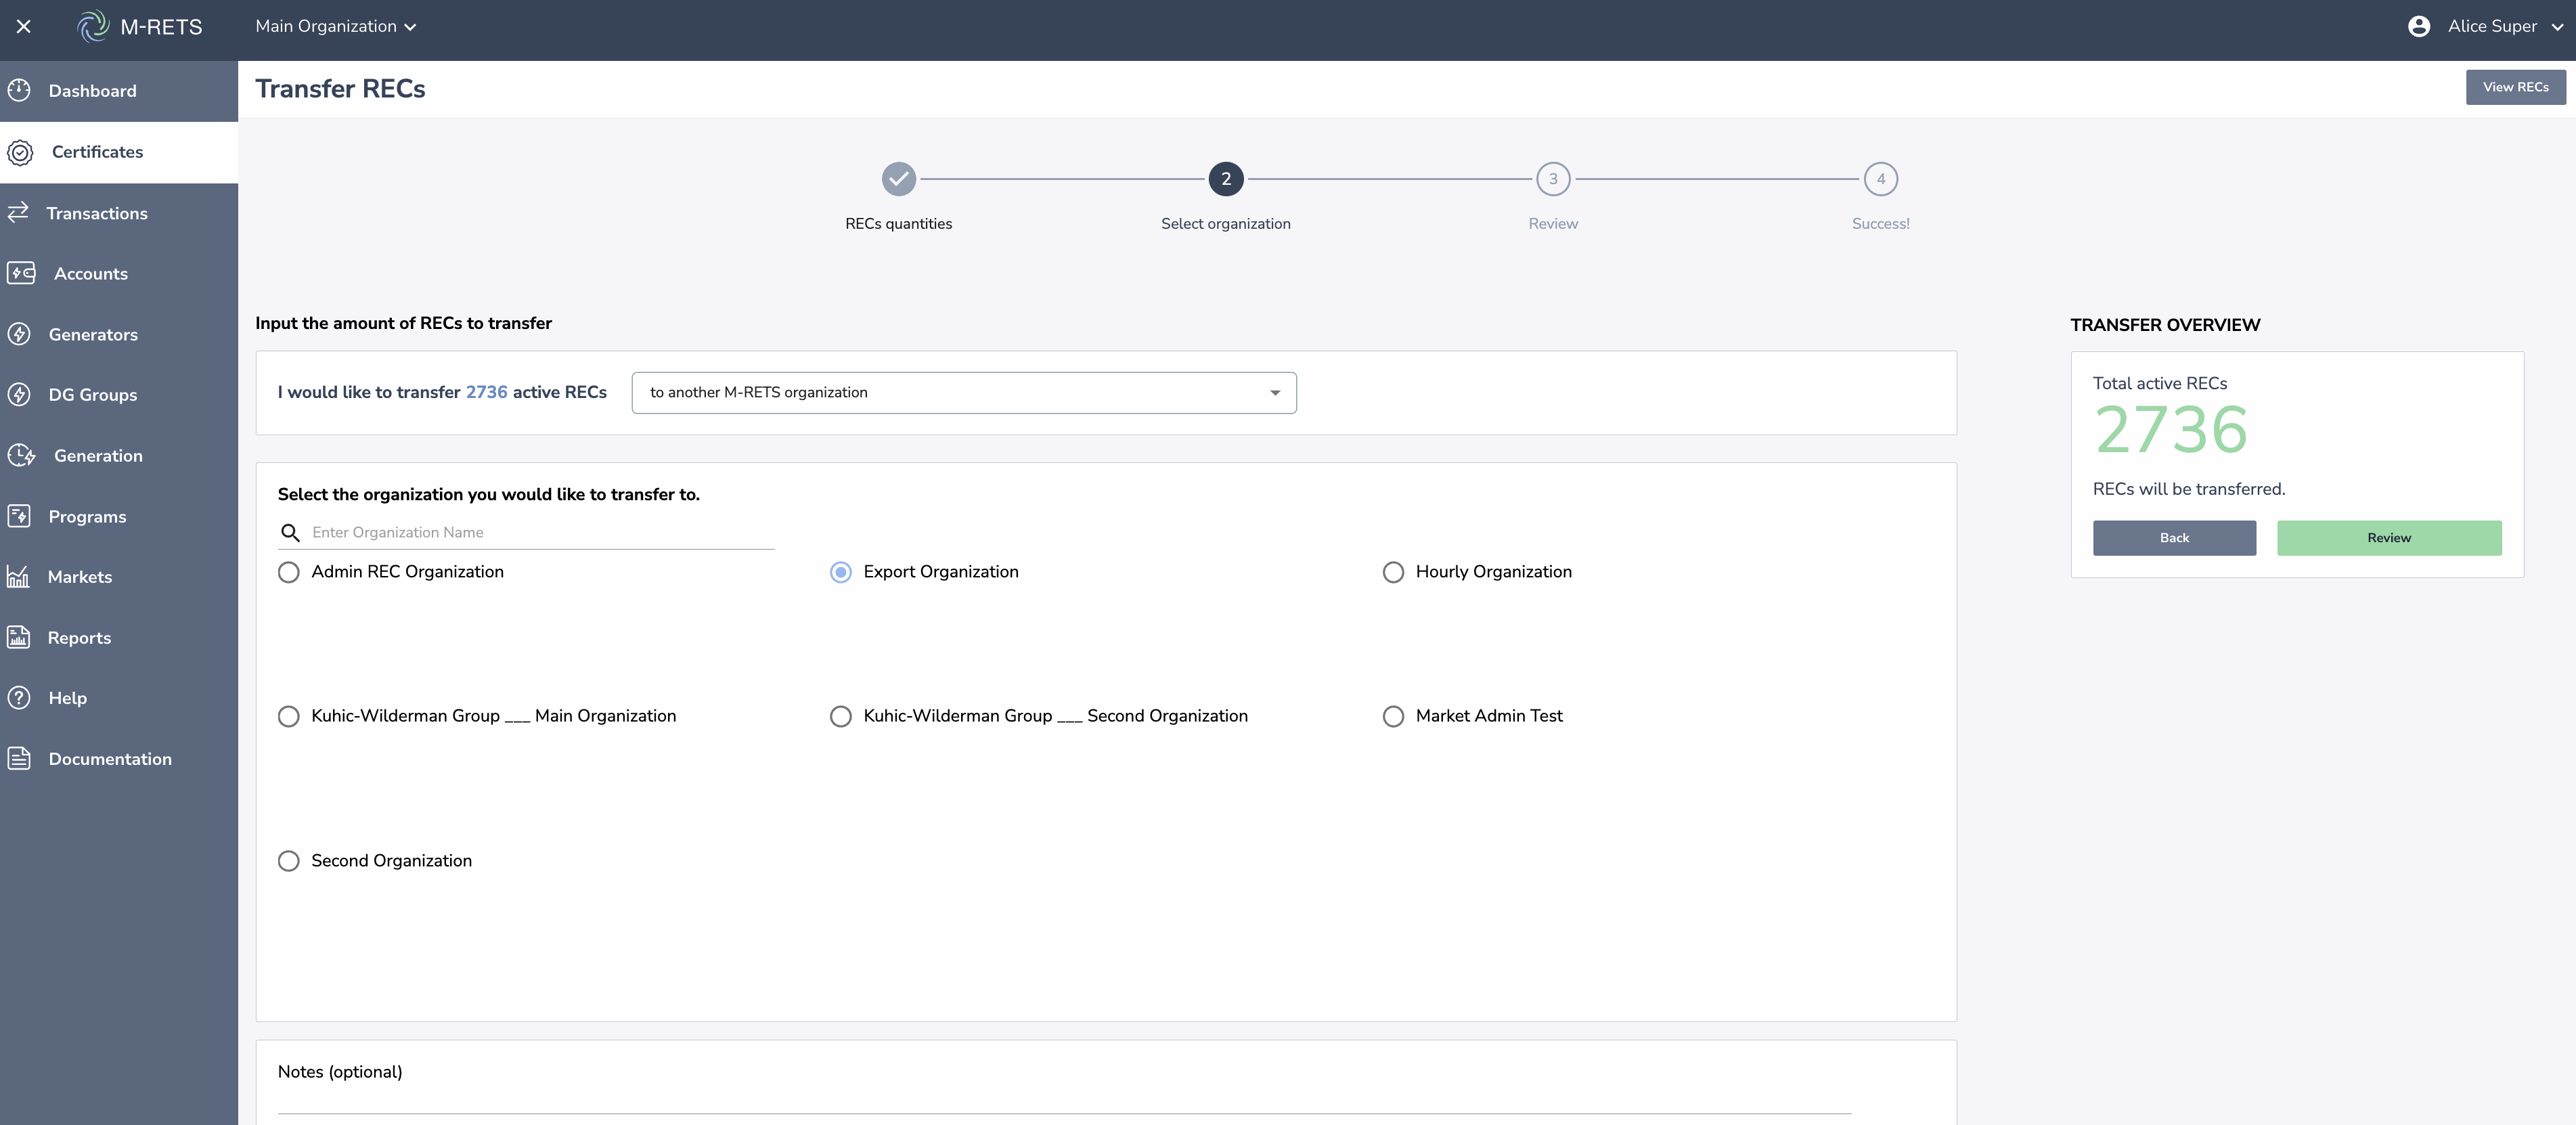 M-RETS
Main Organization
Alice Super
Dashboard
Certificates
Transactions
Accounts
Generators
DG Groups
Generation
Programs
Markets
Reports
Help
Documentation
Transfer RECs
View RECs
2
3
4
RECs quantities
Select organization
Review
Success!
Input the amount of RECs to transfer
I would like to transfer 2736 active RECs
to another M-RETS organization
Select the organization you would like to transfer to.
Enter Organization Name
Admin REC Organization
Export Organization
Hourly Organization
Kuhic-Wilderman Group ___ Main Organization
Kuhic-Wilderman Group ___ Second Organization
Market Admin Test
Second Organization
Notes (optional)
TRANSFER OVERVIEW
Total active RECs
2736
RECs will be transferred.
Back
Review